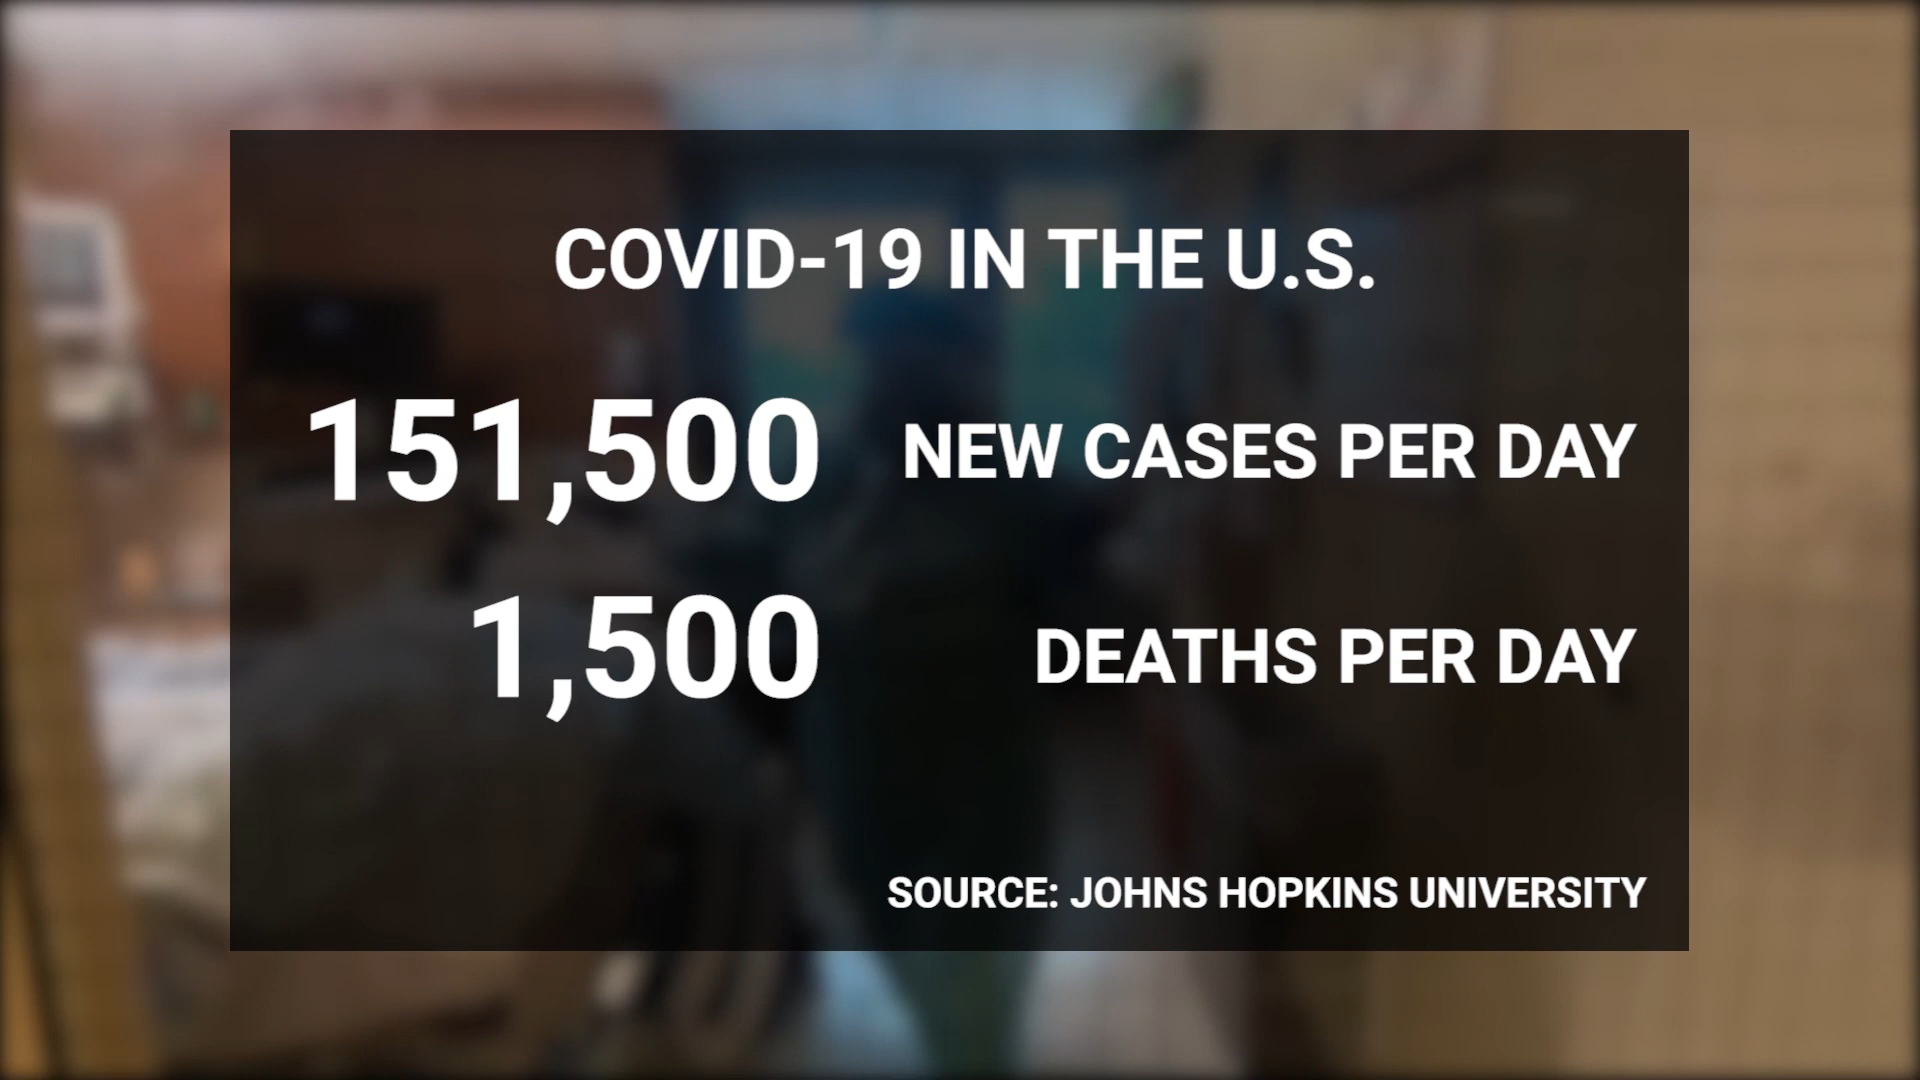 COVID-19 IN THE U.S.
151,500 NEW CASES PER DAY
1,500 DEATHS PER DAY
SOURCE: JOHNS HOPKINS UNIVERSITY